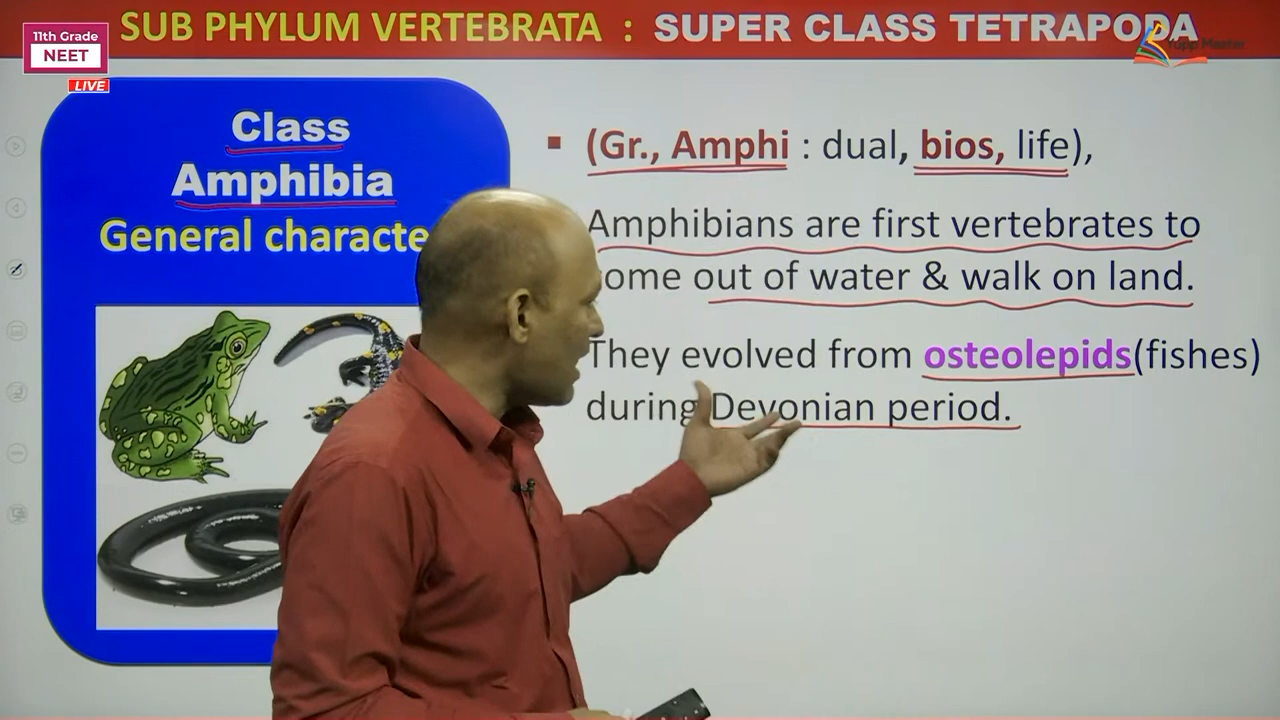 SUB PHYLUM VERTEBRATA : SUPER CLASS TETRAPODA
11th Grade
NEET
LIVE
Class
Amphibia
General characte
▪ (Gr., Amphi : dual, bios, life),
Amphibians are first vertebrates to
come out of water & walk on land.
They evolved from osteolepids(fishes)
during Devonian period.